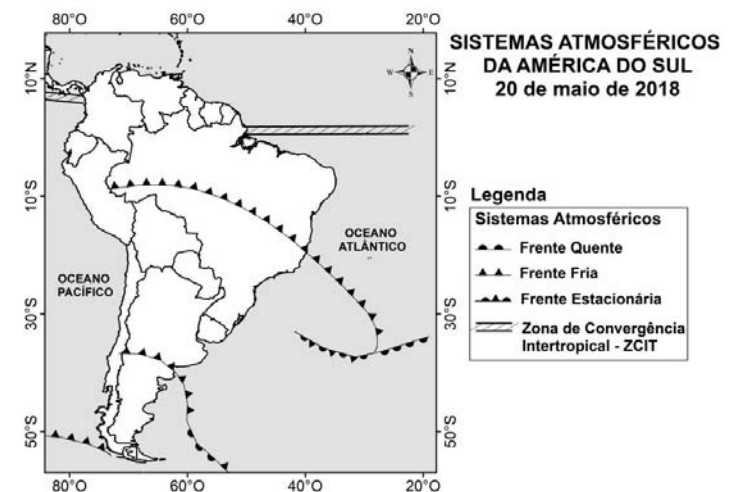 80°O 60°O 40°O 20°O
SISTEMAS ATMOSFÉRICOS
DA AMÉRICA DO SUL
20 de maio de 2018
N
W E
S
10°N 10°N
10°S 10°S
30°S 30°S
50°S 50°S
OCEANO
ATLÂNTICO
OCEANO
PACÍFICO
Legenda
Sistemas Atmosféricos
Frente Quente
Frente Fria
Frente Estacionária
Zona de Convergência
Intertropical - ZCIT
80°O 60°O 40°O 20°O